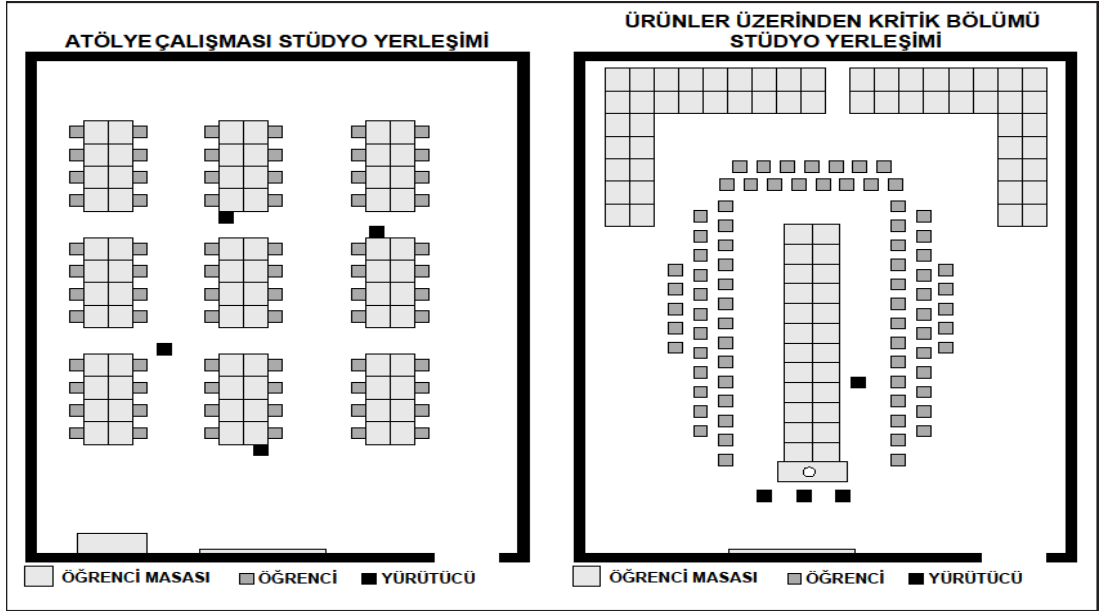 ATÖLYE ÇALIŞMASI STÜDYO YERLEŞİMİ
ÖĞRENCİ MASASI ÖĞRENCİ YÜRÜTÜCÜ
ÜRÜNLER ÜZERİNDEN KRİTİK BÖLÜMÜ
STÜDYO YERLEŞİMİ
ÖĞRENCİ MASASI ÖĞRENCİ YÜRÜTÜCÜ